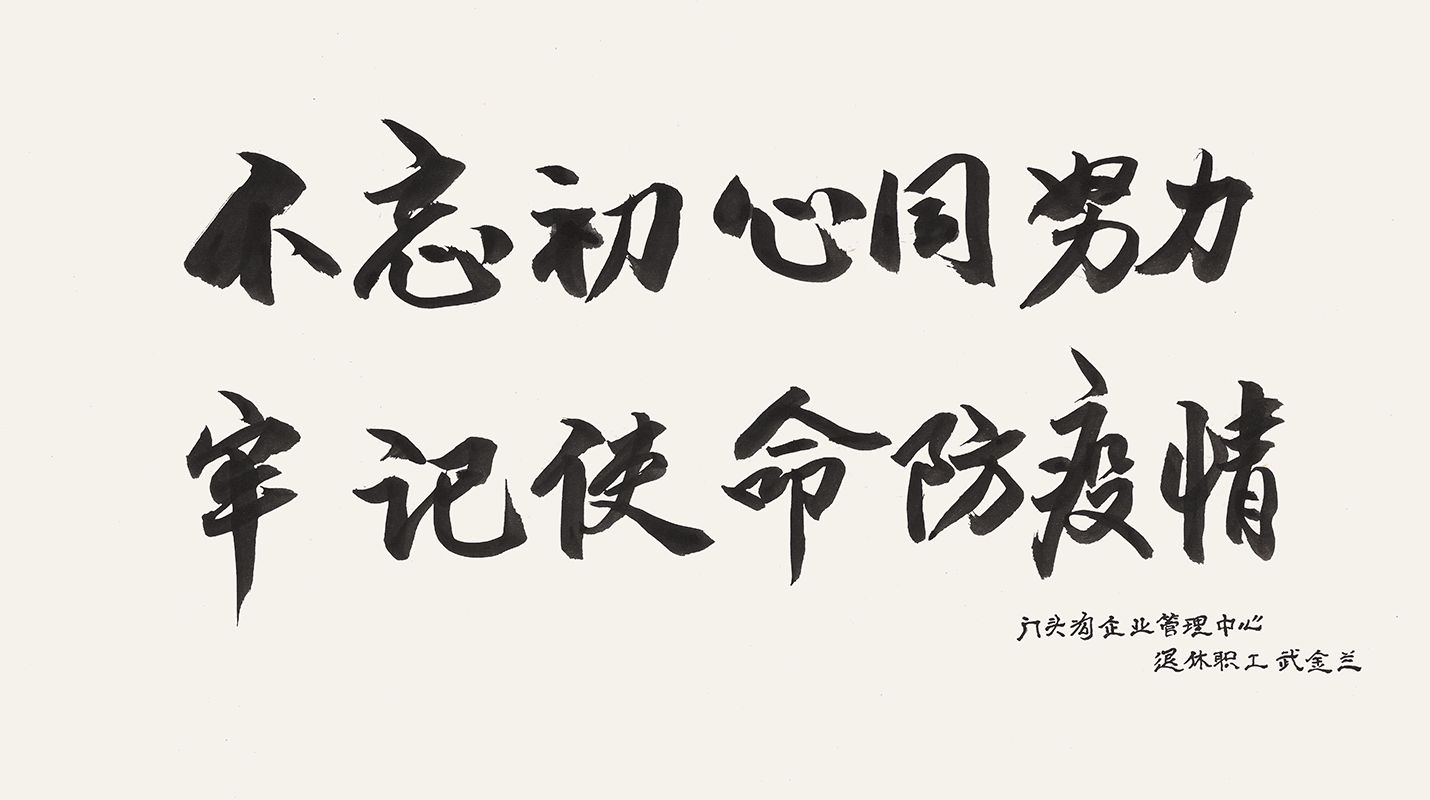 不忘初心同努力
牢记使命防疫情
门头沟企业管理中心
退休职工武金兰